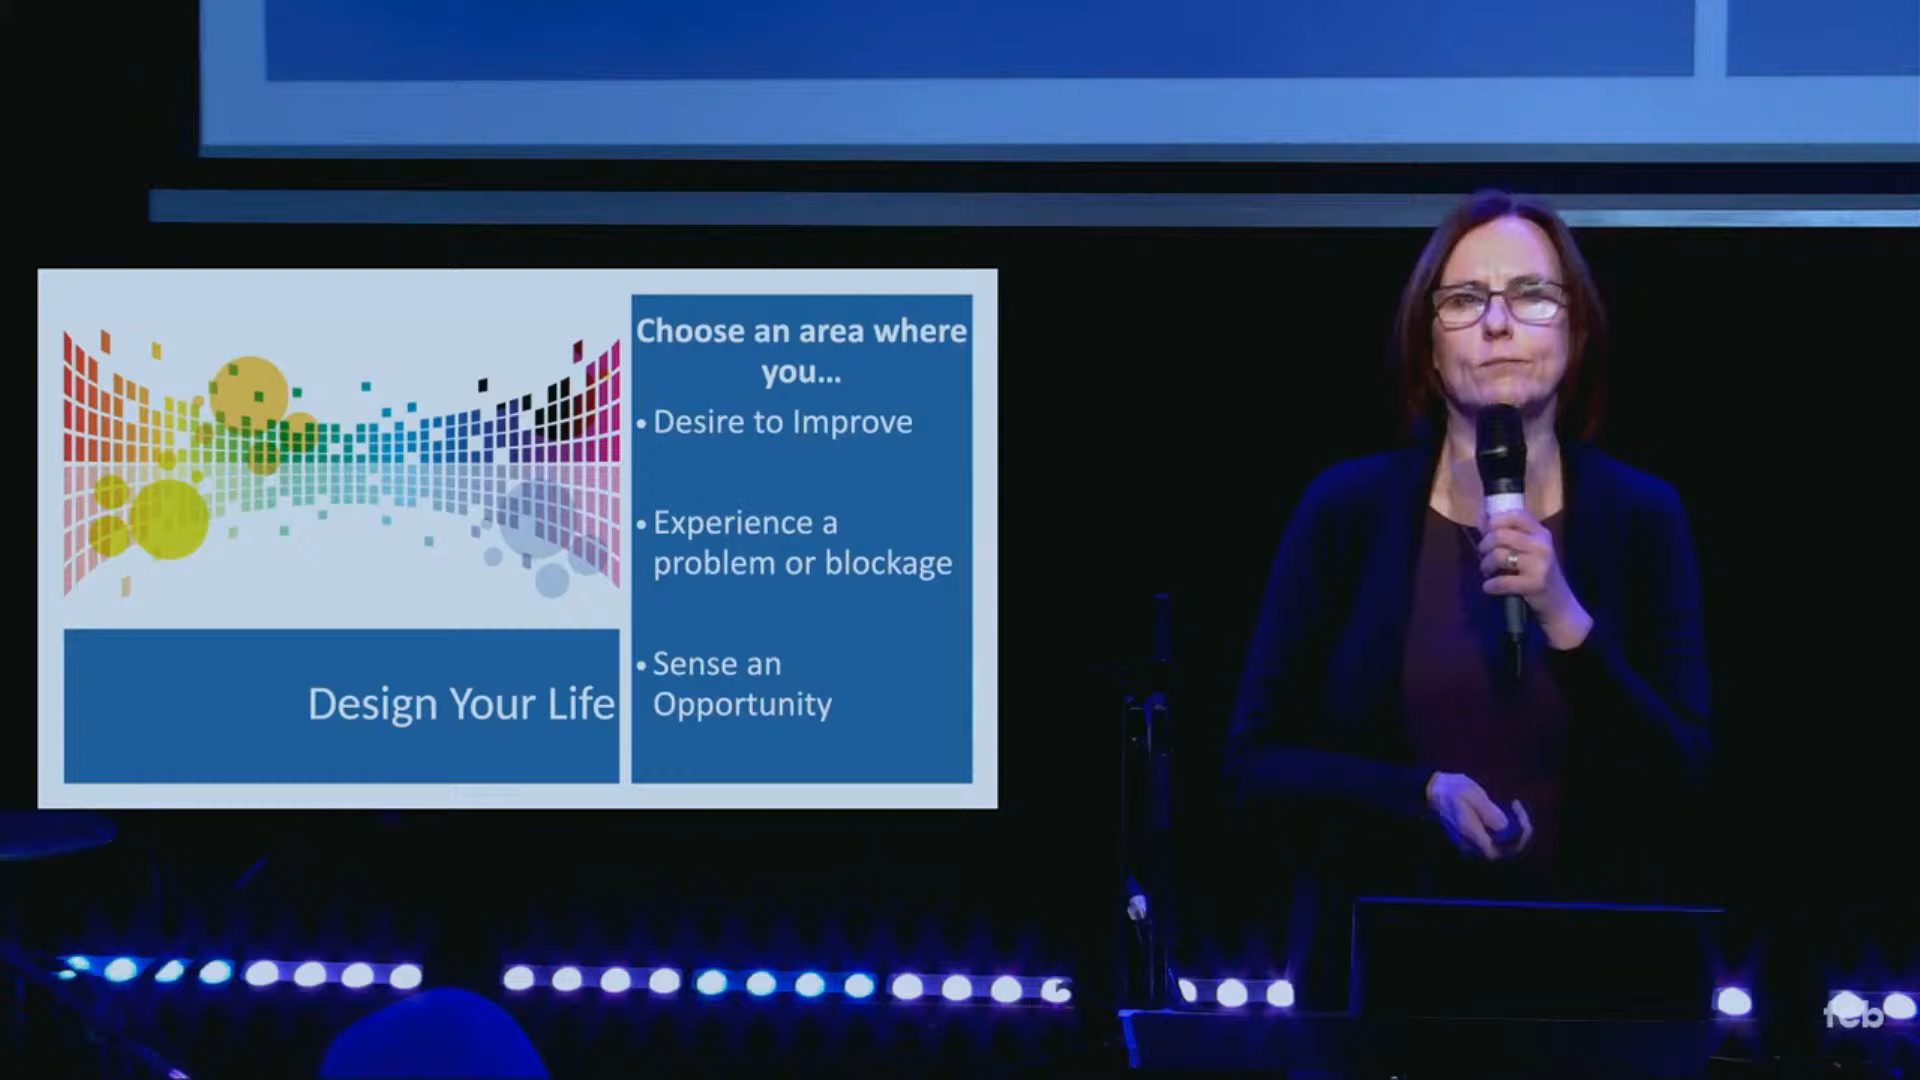 Choose an area where
you...
• Desire to Improve
• Experience a
problem or blockage
• Sense an
Opportunity
Design Your Life
feb